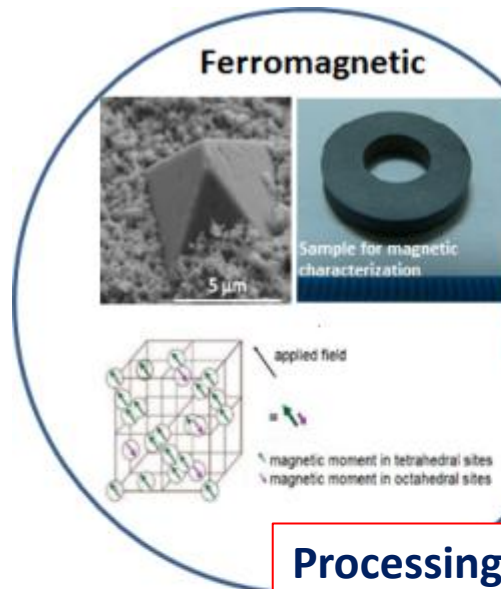 Ferromagnetic
5 µm
Sample for magnetic
characterization
applied field
=
magnetic moment in tetrahedral sites
magnetic moment in octahedral sites
Processing